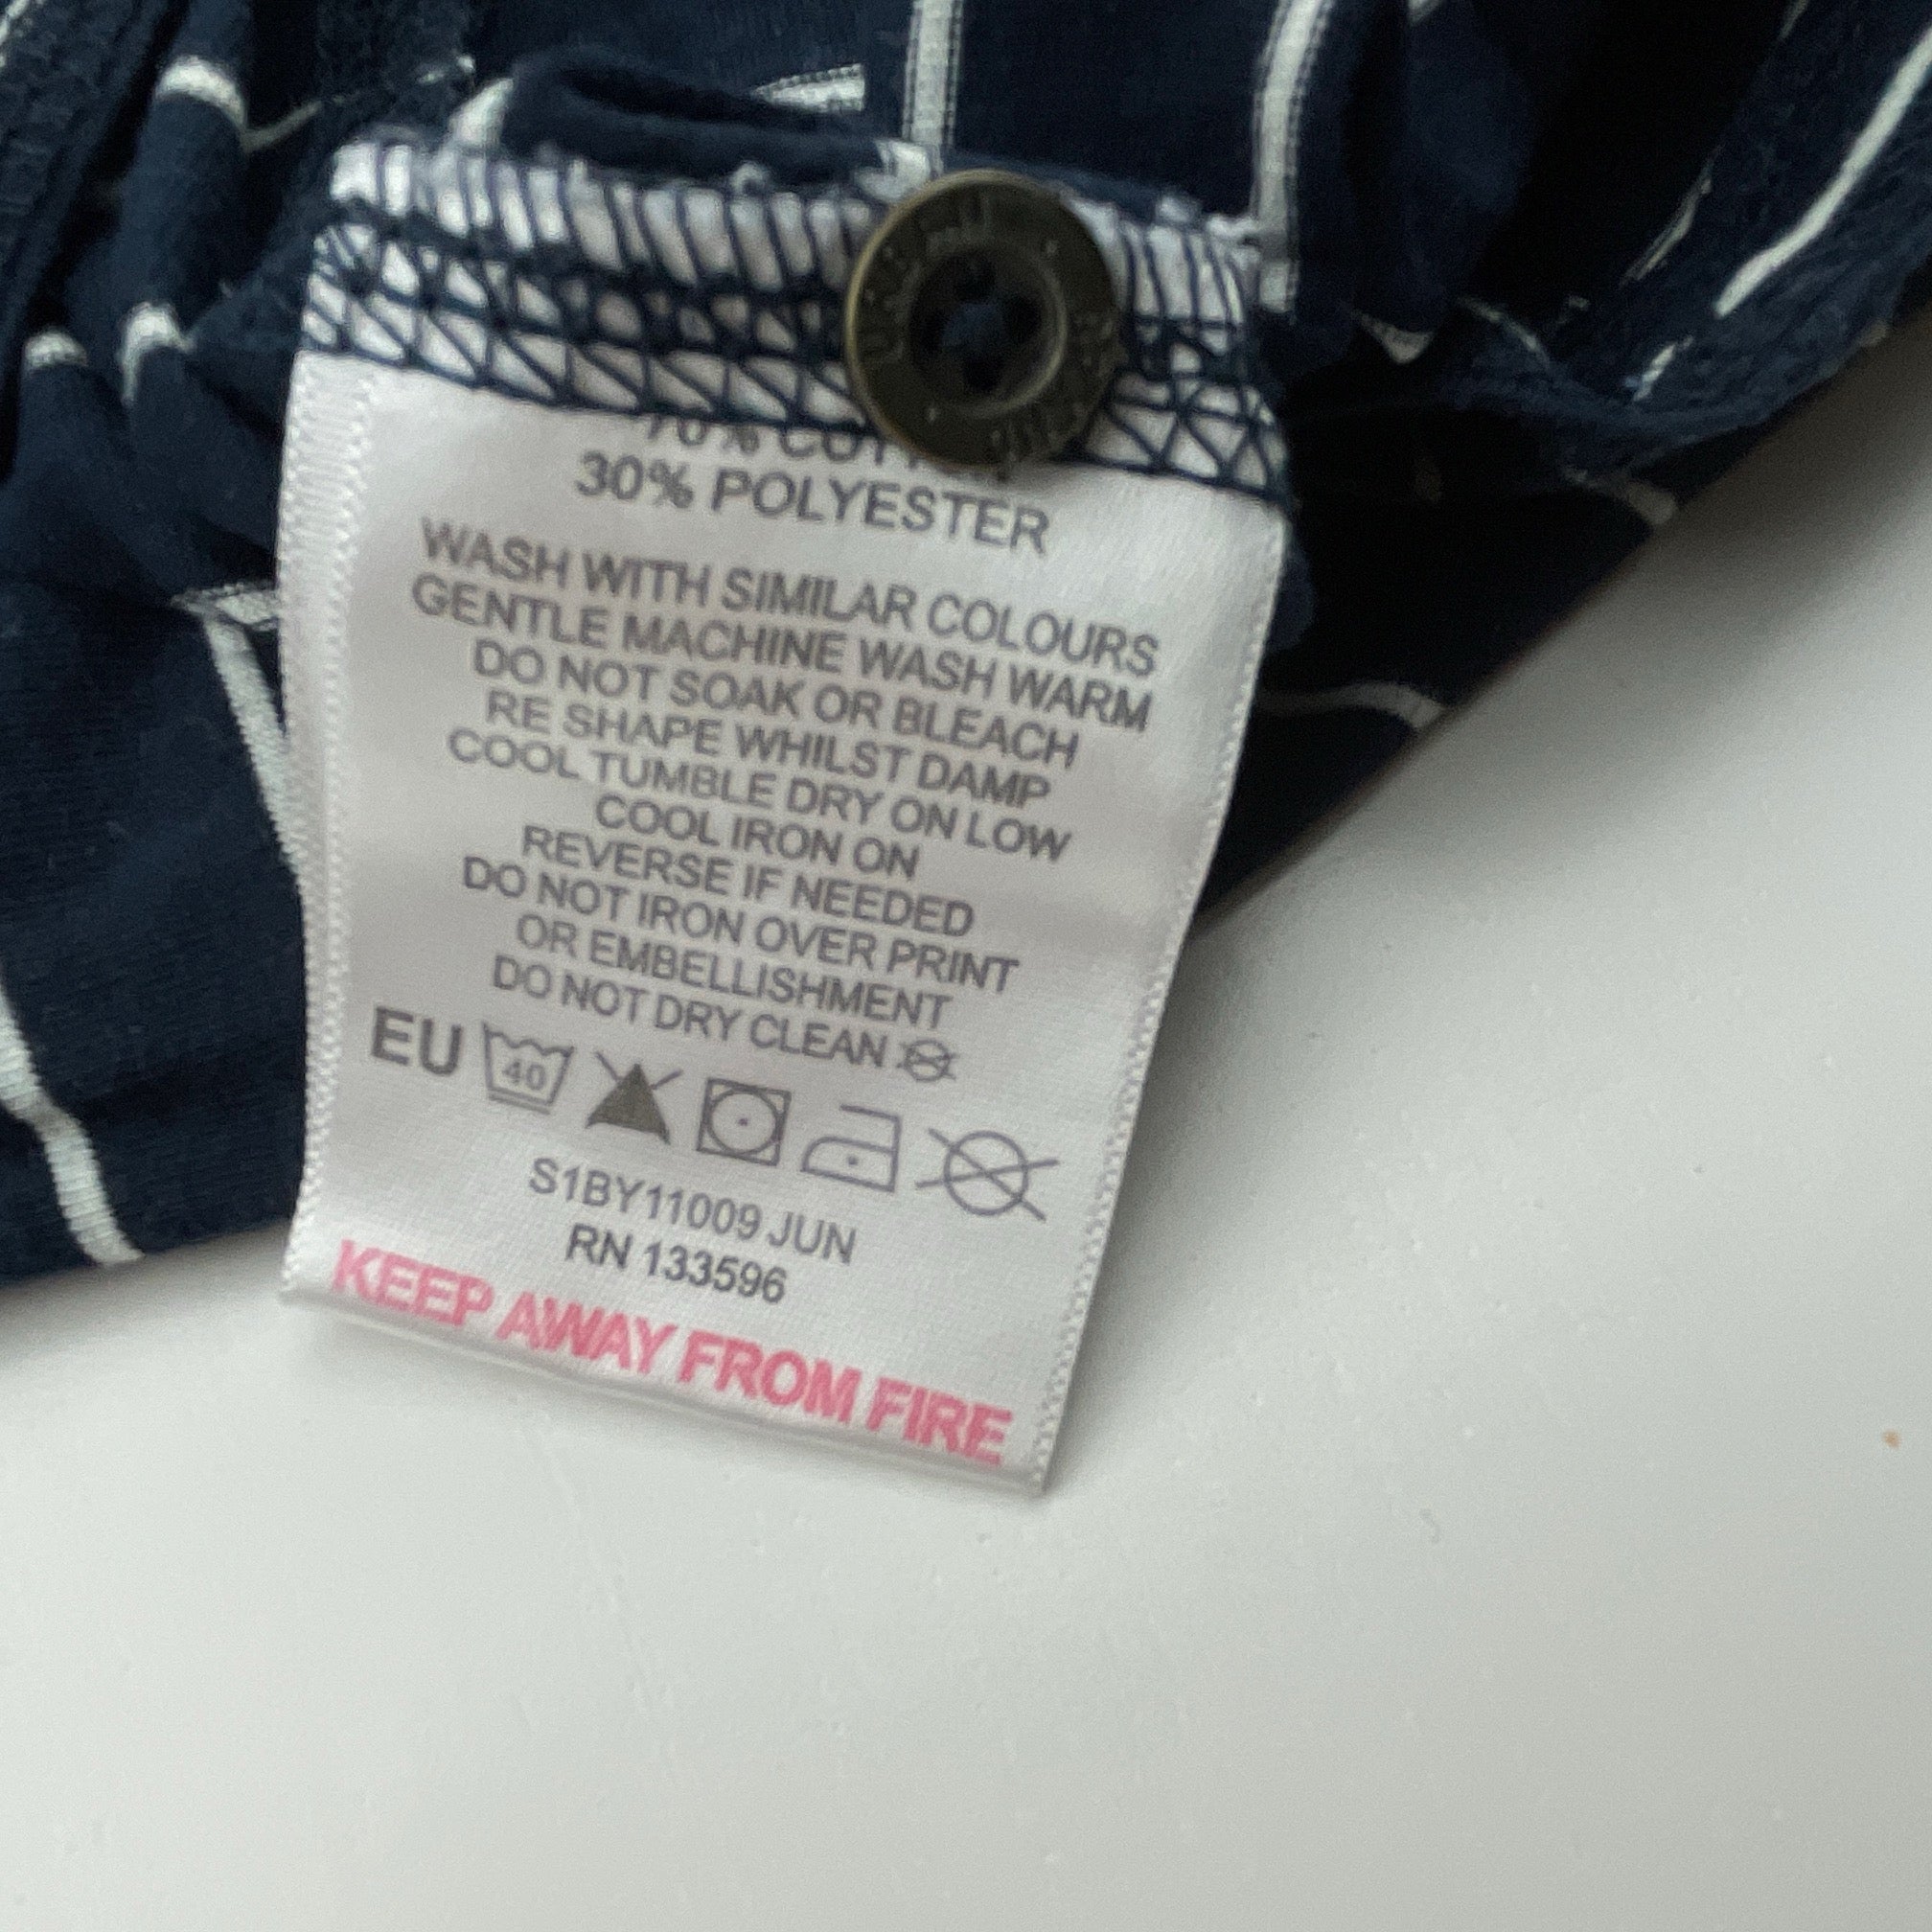 70% COTT
30% POLYESTER
WASH WITH SIMILAR COLOURS
GENTLE MACHINE WASH WARM
DO NOT SOAK OR BLEACH
RE SHAPE WHILST DAMP
COOL TUMBLE DRY ON LOW
COOL IRON ON
REVERSE IF NEEDED
DO NOT IRON OVER PRINT
OR EMBELLISHMENT
DO NOT DRY CLEAN
EU 40
S1BY11009 JUN
RN 133596
KEEP AWAY FROM FIRE